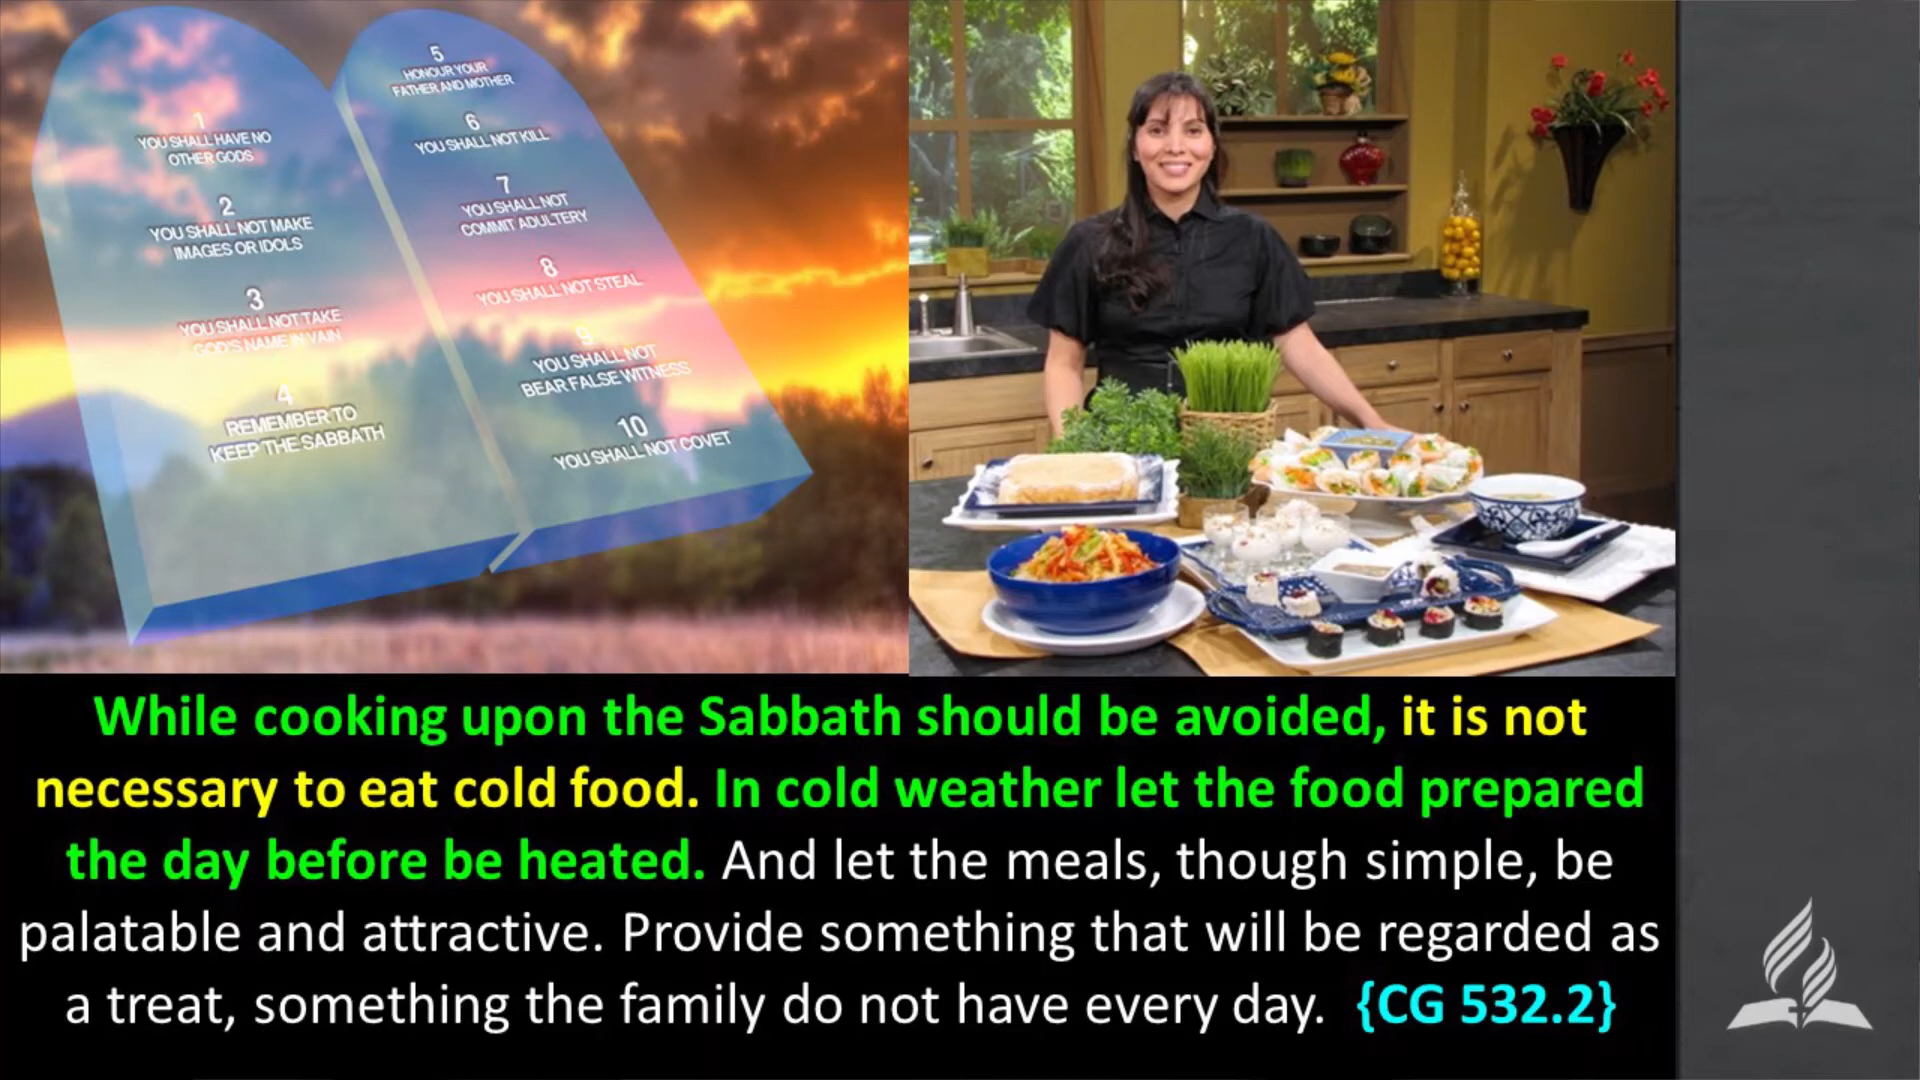 1
YOU SHALL HAVE NO
OTHER GODS
2
YOU SHALL NOT MAKE
IMAGES OR IDOLS
3
YOU SHALL NOT TAKE
GOD'S NAME IN VAIN
4
REMEMBER TO
KEEP THE SABBATH
5
HONOUR YOUR
FATHER AND MOTHER
6
YOU SHALL NOT KILL
7
YOU SHALL NOT
COMMIT ADULTERY
8
YOU SHALL NOT STEAL
9
YOU SHALL NOT
BEAR FALSE WITNESS
10
YOU SHALL NOT COVET
While cooking upon the Sabbath should be avoided, it is not
necessary to eat cold food. In cold weather let the food prepared
the day before be heated. And let the meals, though simple, be
palatable and attractive. Provide something that will be regarded as
a treat, something the family do not have every day. {CG 532.2}